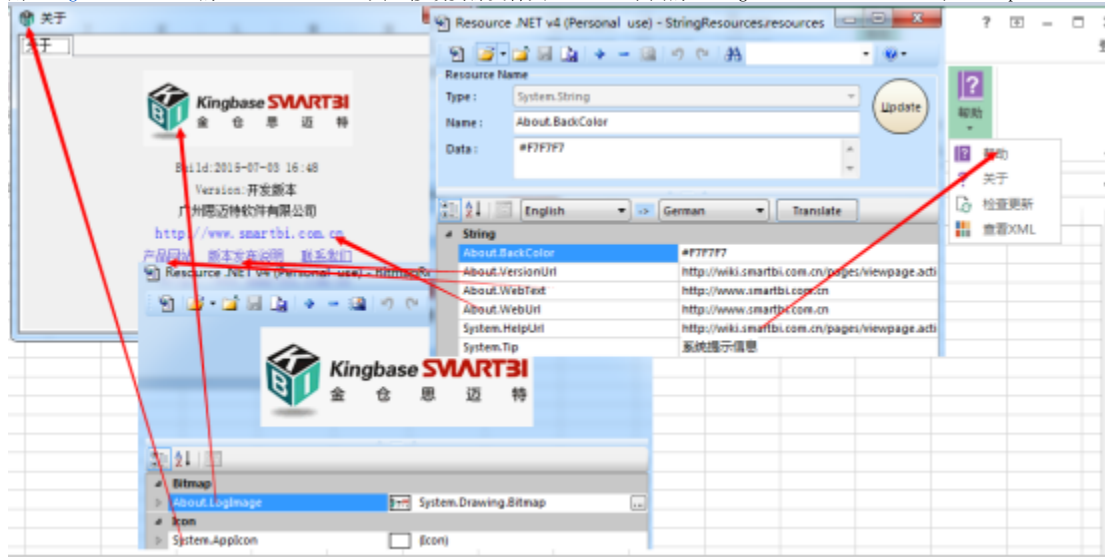 关于
关于
Kingbase SMARTBI
金仓思迈特
Build:2015-07-03 16:48
Version:开发版本
广州思迈特软件有限公司
http://www.smartbi.com.cn
产品网站 版本发布说明 联系我们
Resource .NET v4 (Personal use) - StringResources.resources
Resource Name
Type : System.String
Name : About.BackColor
Data : #F7F7F7
Update
English -> German Translate
String
About.BackColor #F7F7F7
About.VersionUrl http://wiki.smartbi.com.cn/pages/viewpage.acti
About.WebText http://www.smartbi.com.cn
About.WebUrl http://www.smartbi.com.cn
System.HelpUrl http://wiki.smartbi.com.cn/pages/viewpage.acti
System.Tip 系统提示信息
帮助
帮助
关于
检查更新
查看XML
Resource .NET v4 (Personal use) - BitmapRe
Kingbase SMARTBI
金仓思迈特
Bitmap
About.LogImage System.Drawing.Bitmap ...
Icon
System.AppIcon (Icon)